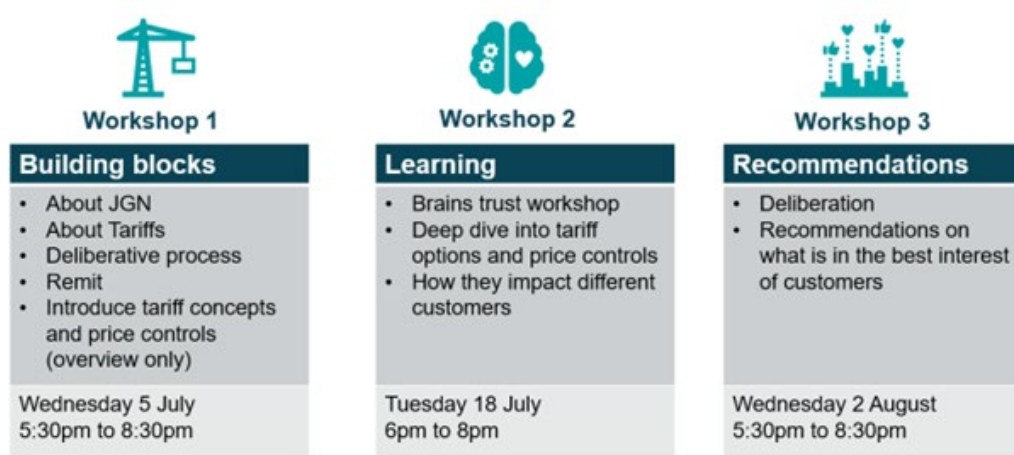 Workshop 1
Building blocks
• About JGN
• About Tariffs
• Deliberative process
• Remit
• Introduce tariff concepts
and price controls
(overview only)
Wednesday 5 July
5:30pm to 8:30pm
Workshop 2
Learning
• Brains trust workshop
• Deep dive into tariff
options and price controls
• How they impact different
customers
Tuesday 18 July
6pm to 8pm
Workshop 3
Recommendations
• Deliberation
• Recommendations on
what is in the best interest
of customers
Wednesday 2 August
5:30pm to 8:30pm